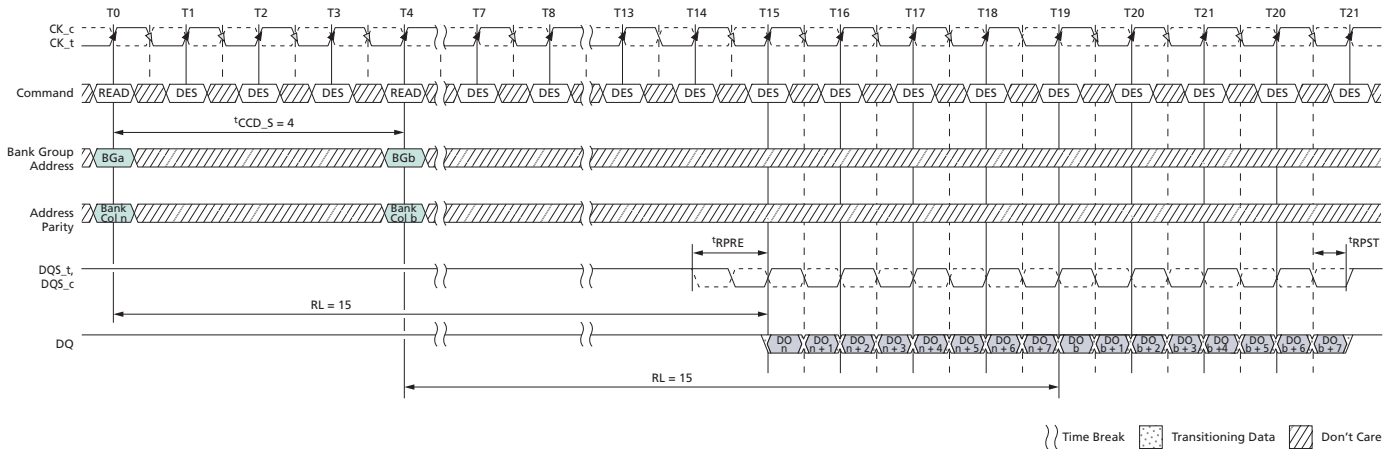 T0 T1 T2 T3 T4 T7 T8 T13 T14 T15 T16 T17 T18 T19 T20 T21 T20 T21
CK_c
CK_t
Command READ DES DES DES READ DES DES DES DES DES DES DES DES DES DES DES DES DES
tCCD_S = 4
Bank Group
Address
BGa BGb
Address
Parity
Bank
Col n
Bank
Col b
tRPRE tRPST
DQS_t,
DQS_c
RL = 15
DQ
DO
n
DO
n + 1
DO
n + 2
DO
n + 3
DO
n + 4
DO
n + 5
DO
n + 6
DO
n + 7
DO
b
DO
b + 1
DO
b + 2
DO
b + 3
DO
b + 4
DO
b + 5
DO
b + 6
DO
b + 7
RL = 15
Time Break Transitioning Data Don't Care